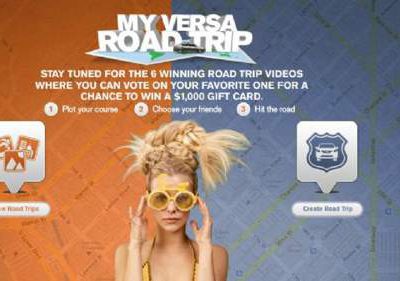 MY VERSA
ROAD TRIP
STAY TUNED FOR THE 6 WINNING ROAD TRIP VIDEOS
WHERE YOU CAN VOTE ON YOUR FAVORITE ONE FOR A
CHANCE TO WIN A $1,000 GIFT CARD.
1 Plot your course 2 Choose your friends 3 Hit the road
Road Trips
Create Road Trip